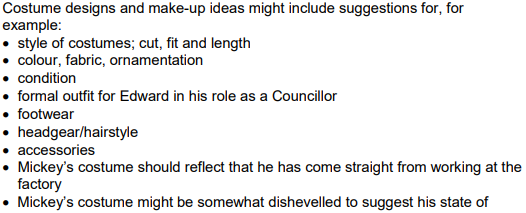 Costume designs and make-up ideas might include suggestions for, for
example:
• style of costumes; cut, fit and length
• colour, fabric, ornamentation
• condition
• formal outfit for Edward in his role as a Councillor
• footwear
• headgear/hairstyle
• accessories
• Mickey’s costume should reflect that he has come straight from working at the
factory
• Mickey’s costume might be somewhat dishevelled to suggest his state of